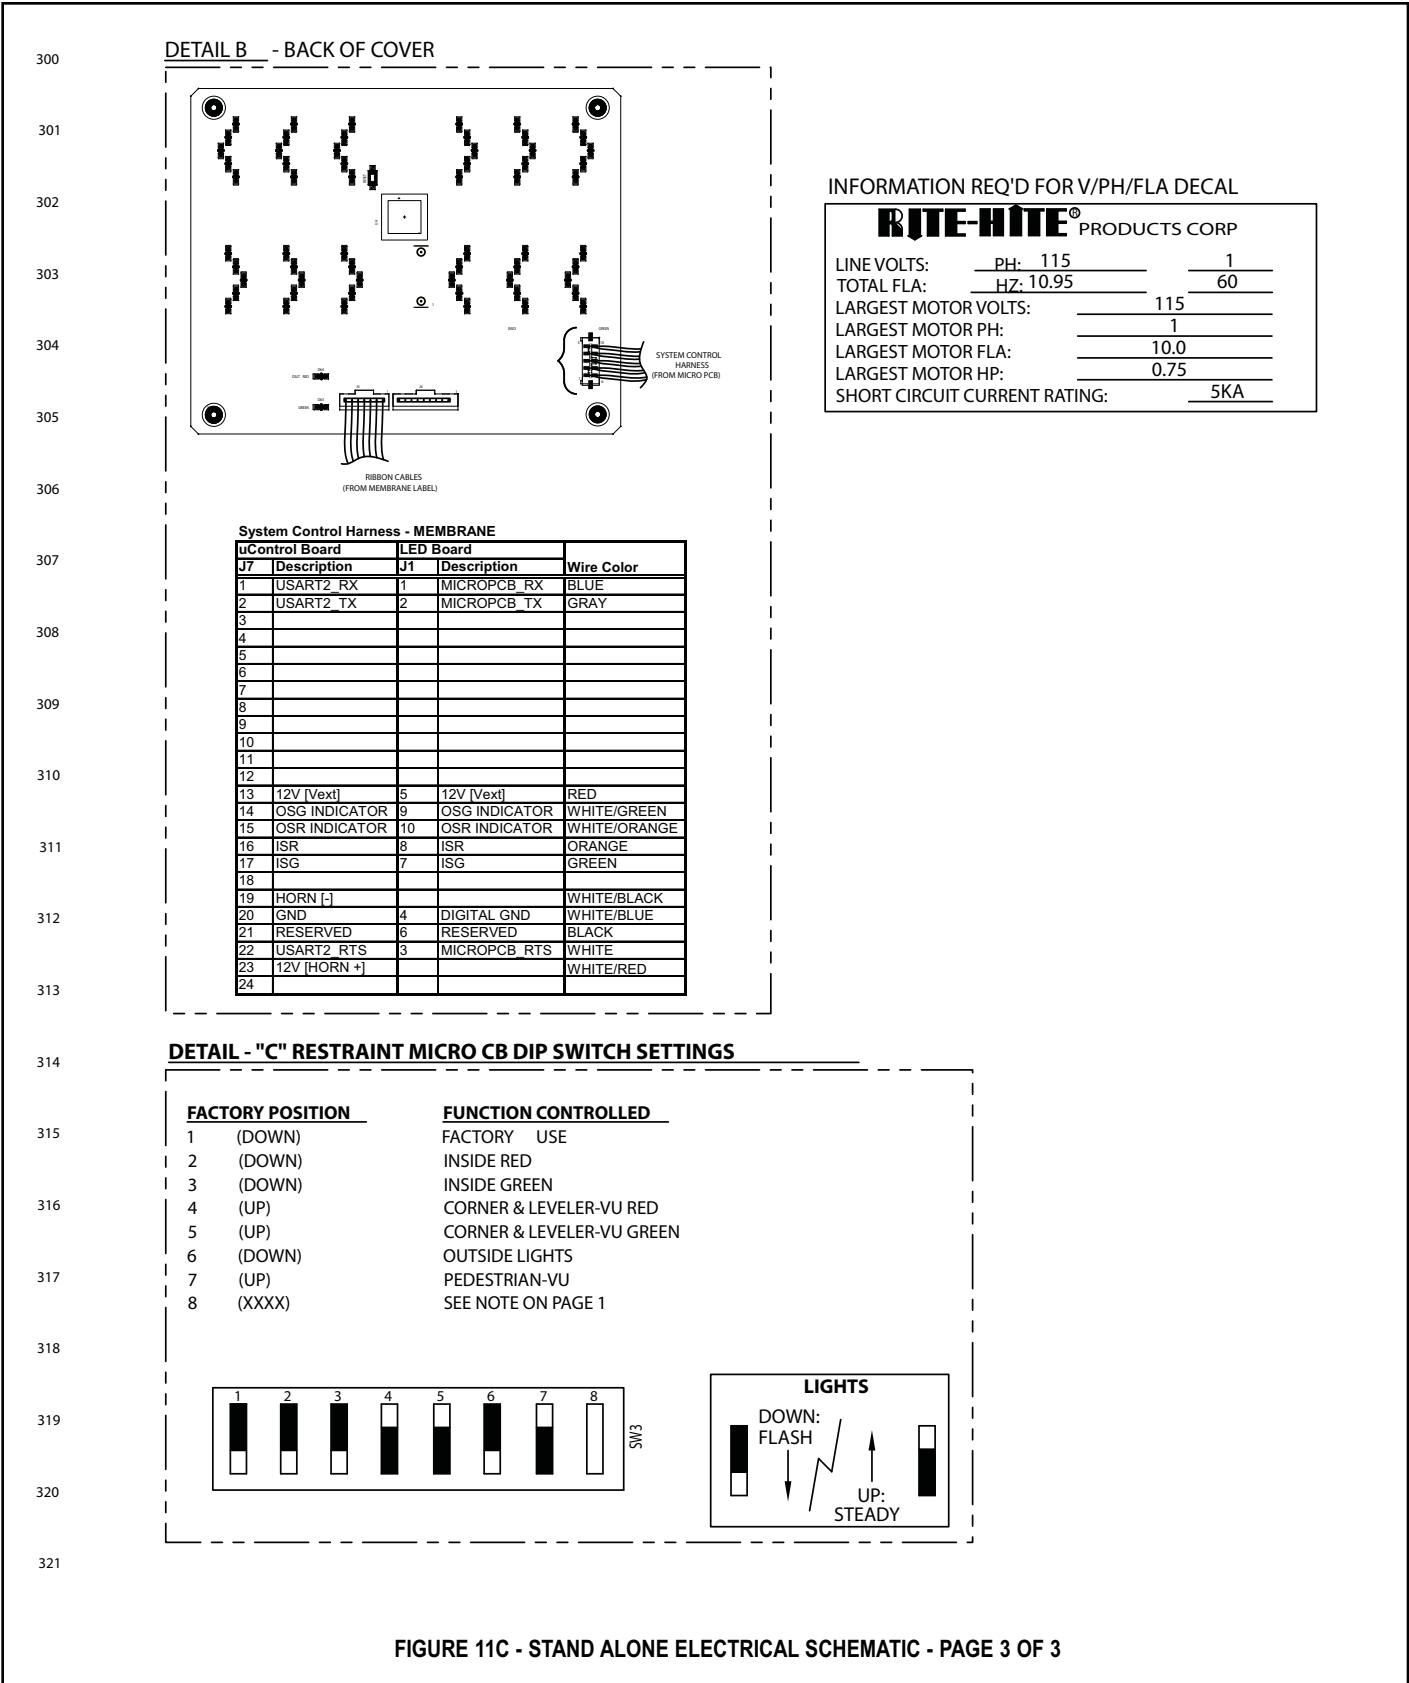 300
DETAIL B - BACK OF COVER
301
302
303
304
305
306
307
308
309
310
311
312
313
314
315
316
317
318
319
320
321
GREEN
SYSTEM CONTROL
HARNESS
(FROM MICRO PCB)
OUT RED
GREEN
RIBBON CABLES
(FROM MEMBRANE LABEL)
INFORMATION REQ'D FOR V/PH/FLA DECAL
RITE-HITE® PRODUCTS CORP
LINE VOLTS: PH: 115 1
TOTAL FLA: HZ: 10.95 60
LARGEST MOTOR VOLTS: 115
LARGEST MOTOR PH: 1
LARGEST MOTOR FLA: 10.0
LARGEST MOTOR HP: 0.75
SHORT CIRCUIT CURRENT RATING: 5KA
System Control Harness - MEMBRANE
uControl Board LED Board
J7 Description J1 Description Wire Color
1 USART2_RX 1 MICROPCB_RX BLUE
2 USART2_TX 2 MICROPCB_TX GRAY
3
4
5
6
7
8
9
10
11
12
13 12V [Vext] 5 12V [Vext] RED
14 OSG INDICATOR 9 OSG INDICATOR WHITE/GREEN
15 OSR INDICATOR 10 OSR INDICATOR WHITE/ORANGE
16 ISR 8 ISR ORANGE
17 ISG 7 ISG GREEN
18
19 HORN [-] WHITE/BLACK
20 GND 4 DIGITAL GND WHITE/BLUE
21 RESERVED 6 RESERVED BLACK
22 USART2_RTS 3 MICROPCB_RTS WHITE
23 12V [HORN +] WHITE/RED
24
DETAIL - "C" RESTRAINT MICRO CB DIP SWITCH SETTINGS
FACTORY POSITION FUNCTION CONTROLLED
1 (DOWN) FACTORY USE
2 (DOWN) INSIDE RED
3 (DOWN) INSIDE GREEN
4 (UP) CORNER & LEVELER-VU RED
5 (UP) CORNER & LEVELER-VU GREEN
6 (DOWN) OUTSIDE LIGHTS
7 (UP) PEDESTRIAN-VU
8 (XXXX) SEE NOTE ON PAGE 1
1 2 3 4 5 6 7 8
SW3
LIGHTS
DOWN:
FLASH
UP:
STEADY
FIGURE 11C - STAND ALONE ELECTRICAL SCHEMATIC - PAGE 3 OF 3